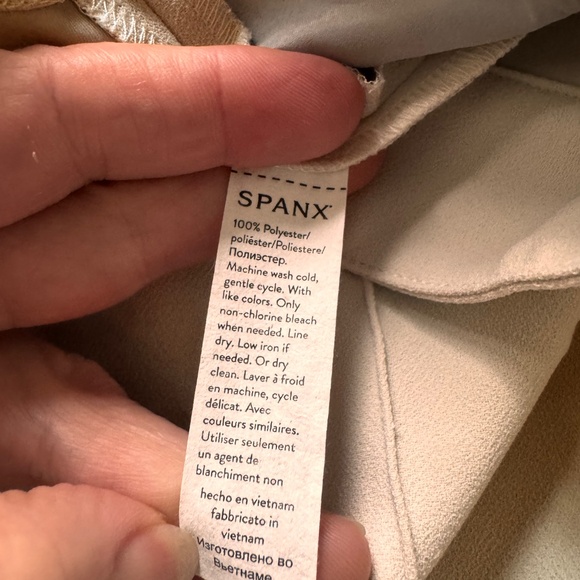 SPANX
100% Polyester/
poliéster/Poliestere/
Полиэстер.
Machine wash cold,
gentle cycle. With
like colors. Only
non-chlorine bleach
when needed. Line
dry. Low iron if
needed. Or dry
clean. Laver à froid
en machine, cycle
délicat. Avec
couleurs similaires.
Utiliser seulement
un agent de
blanchiment non
hecho en vietnam
fabbricato in
vietnam
Изготовлено во
Вьетнаме